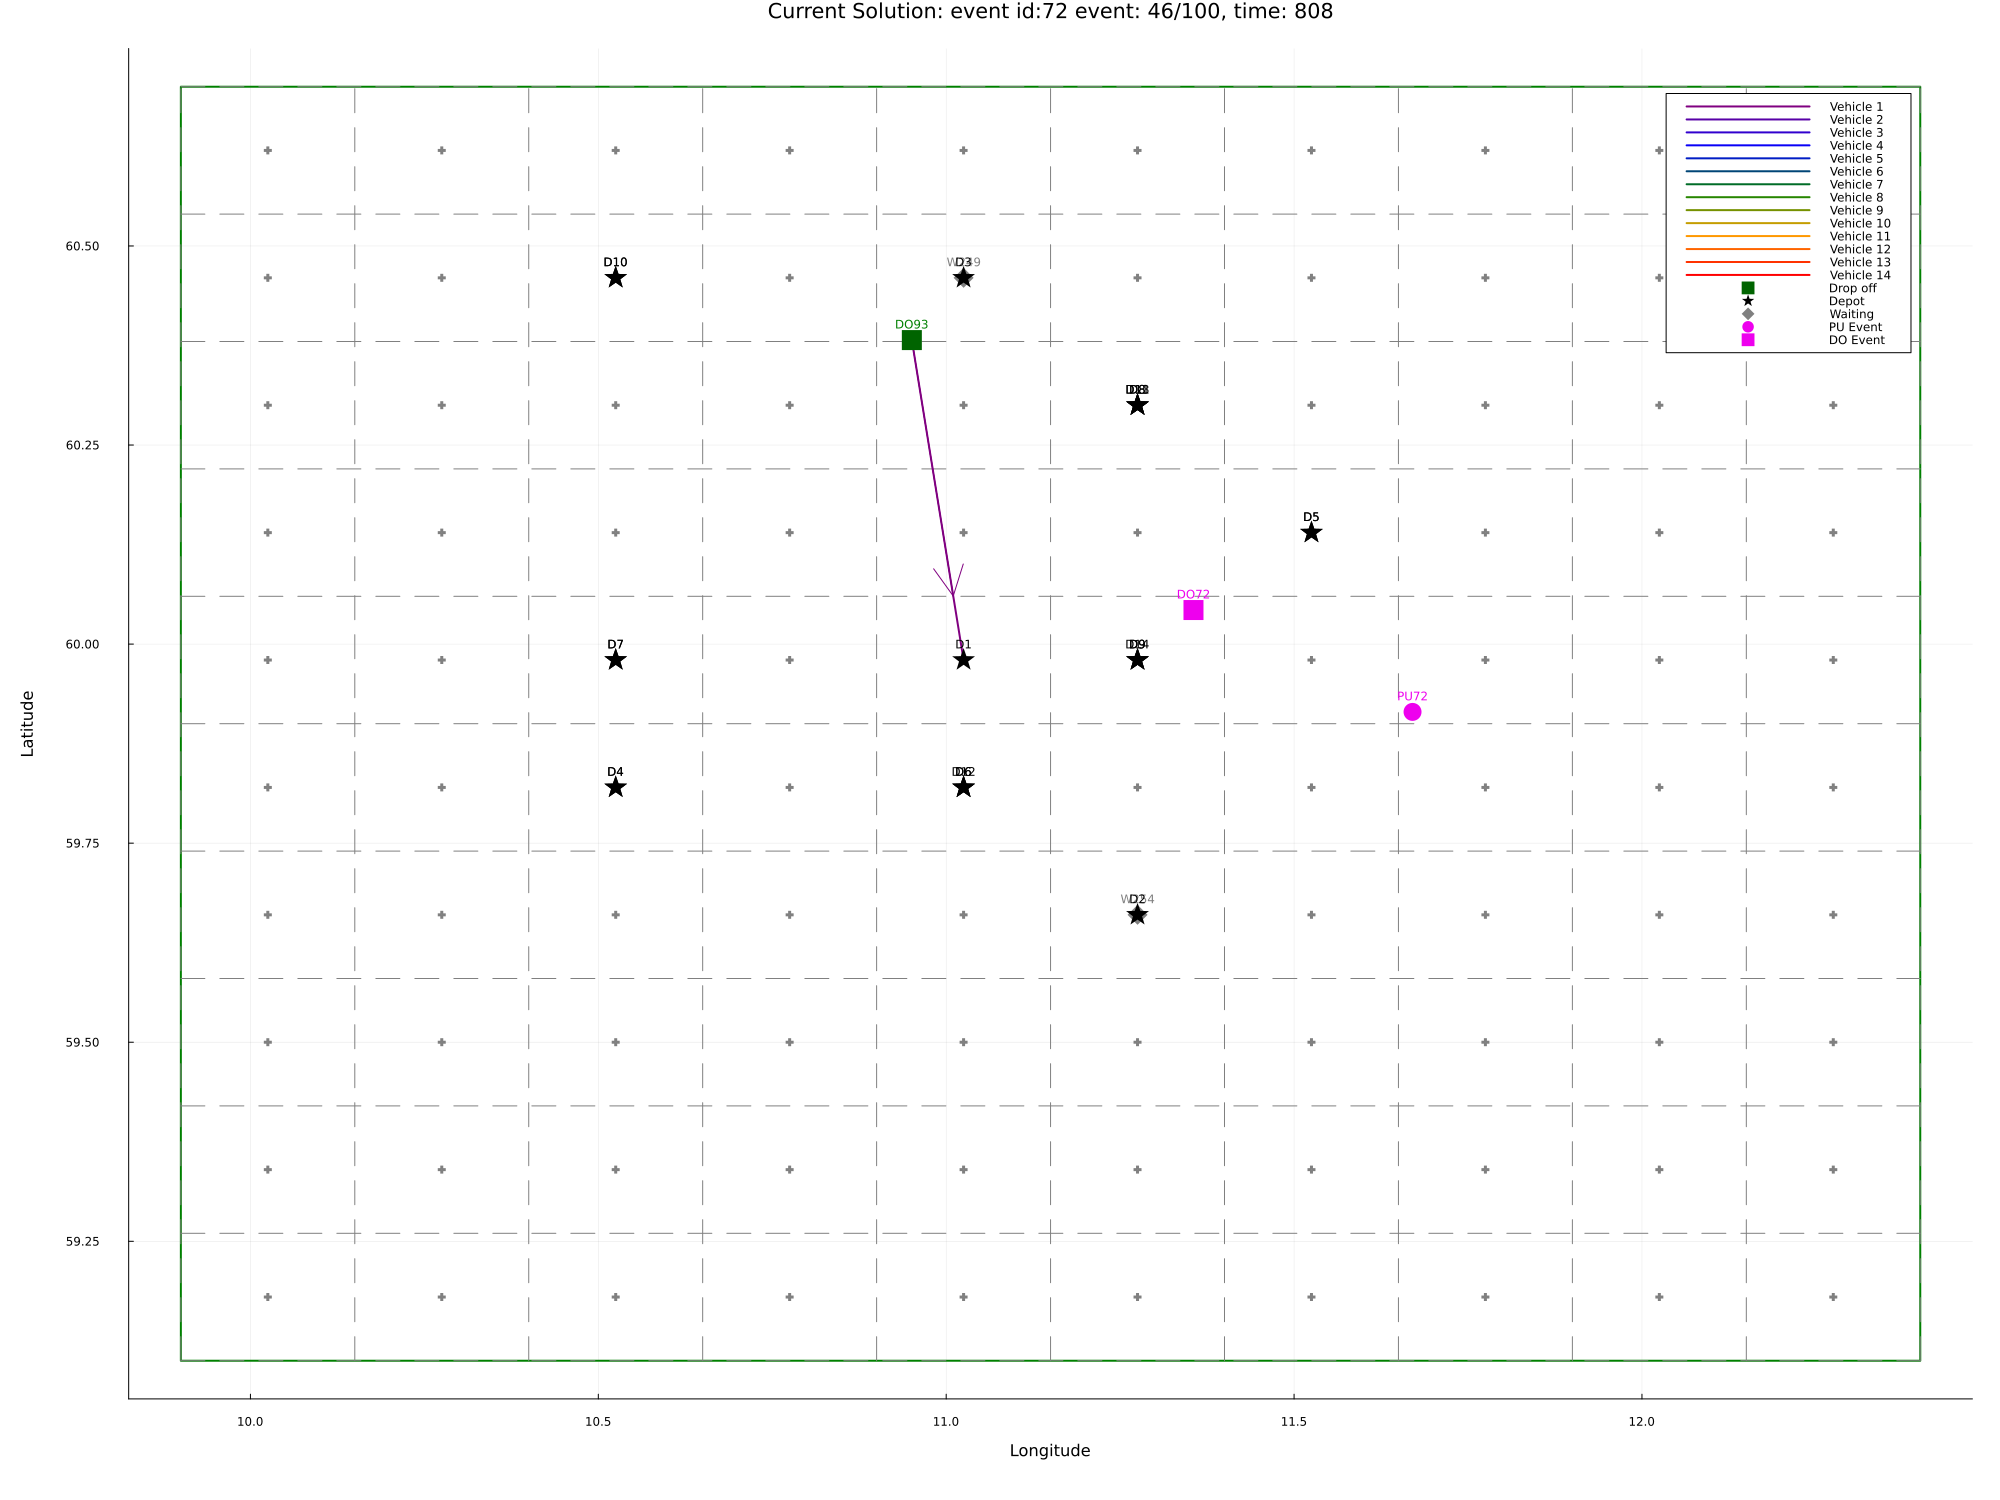 Current Solution: event id:72 event: 46/100, time: 808
Vehicle 1
Vehicle 2
Vehicle 3
Vehicle 4
Vehicle 5
Vehicle 6
Vehicle 7
Vehicle 8
Vehicle 9
Vehicle 10
Vehicle 11
Vehicle 12
Vehicle 13
Vehicle 14
Drop off
Depot
Waiting
PU Event
DO Event
60.50
D10
D3
DO93
60.25
D5
DO72
60.00
D7
D1
PU72
D4
59.75
D2
59.50
59.25
10.0
10.5
11.0
11.5
12.0
Longitude
Latitude